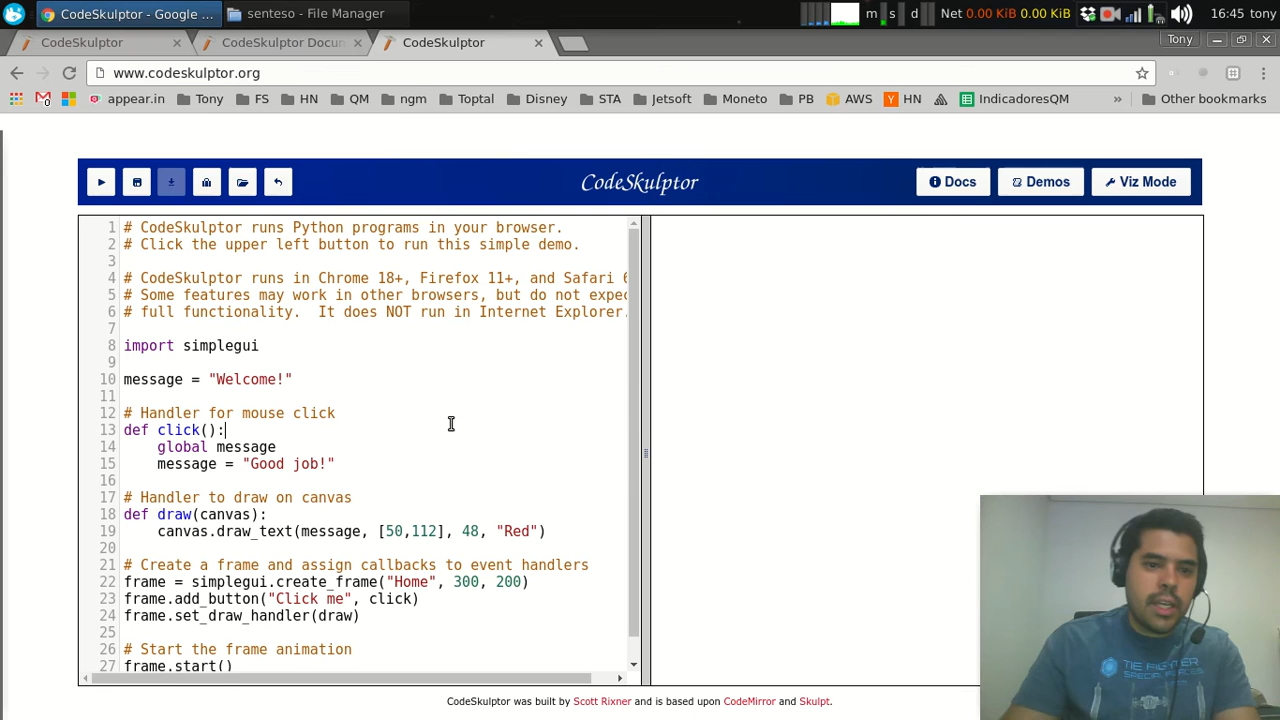 CodeSkulptor - Google ...
senteso - File Manager
m s d Net 0.00 KiB 0.00 KiB
16:45 tony
CodeSkulptor
CodeSkulptor Docun
CodeSkulptor
Tony
www.codeskulptor.org
appear.in Tony FS HN QM ngm Toptal Disney STA Jetsoft Moneto PB AWS HN IndicadoresQM » Other bookmarks
CodeSkulptor
Docs
Demos
Viz Mode
1 # CodeSkulptor runs Python programs in your browser.
2 # Click the upper left button to run this simple demo.
3
4 # CodeSkulptor runs in Chrome 18+, Firefox 11+, and Safari 6
5 # Some features may work in other browsers, but do not expec
6 # full functionality.  It does NOT run in Internet Explorer.
7
8 import simplegui
9
10 message = "Welcome!"
11
12 # Handler for mouse click
13 def click():
14     global message
15     message = "Good job!"
16
17 # Handler to draw on canvas
18 def draw(canvas):
19     canvas.draw_text(message, [50,112], 48, "Red")
20
21 # Create a frame and assign callbacks to event handlers
22 frame = simplegui.create_frame("Home", 300, 200)
23 frame.add_button("Click me", click)
24 frame.set_draw_handler(draw)
25
26 # Start the frame animation
27 frame.start()
CodeSkulptor was built by Scott Rixner and is based upon CodeMirror and Skulpt.
TIE FIGHTER